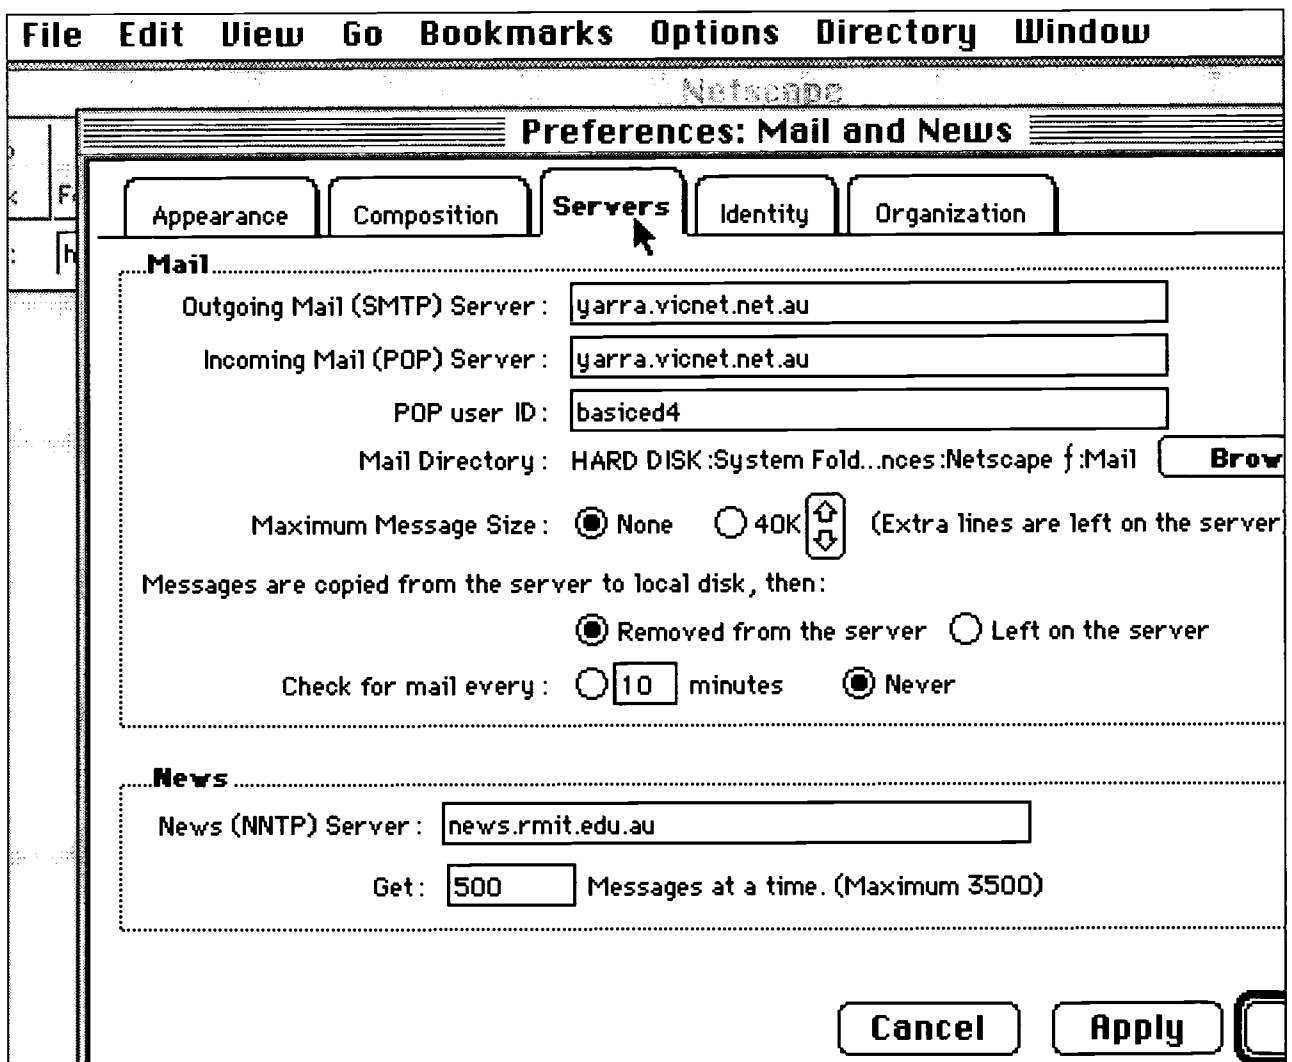 File Edit View Go Bookmarks Options Directory Window
Netscape
Preferences: Mail and News
Appearance Composition Servers Identity Organization
Mail
Outgoing Mail (SMTP) Server: yarra.vicnet.net.au
Incoming Mail (POP) Server: yarra.vicnet.net.au
POP user ID: basiced4
Mail Directory: HARD DISK:System Fold...nces:Netscape ƒ:Mail Brow
Maximum Message Size: None 40K (Extra lines are left on the server
Messages are copied from the server to local disk, then:
Removed from the server Left on the server
Check for mail every: 10 minutes Never
News
News (NNTP) Server: news.rmit.edu.au
Get: 500 Messages at a time. (Maximum 3500)
Cancel Apply